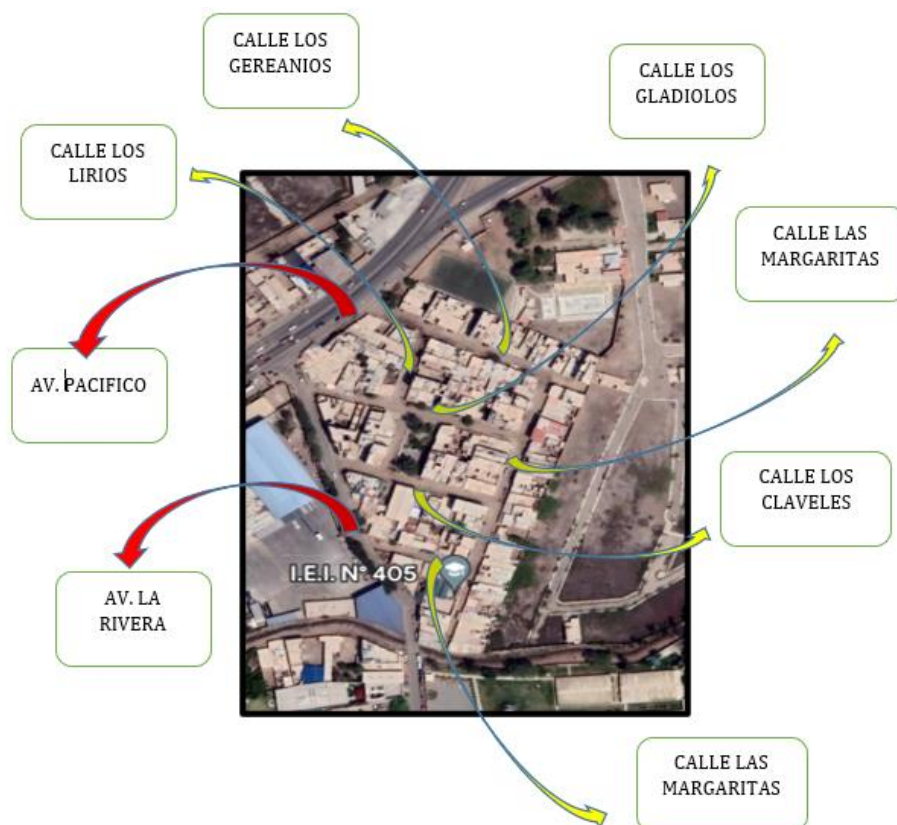 CALLE LOS
GEREANIOS
CALLE LOS
GLADIOLOS
CALLE LOS
LIRIOS
CALLE LAS
MARGARITAS
AV. PACIFICO
CALLE LOS
CLAVELES
I.E.I. N° 405
AV. LA
RIVERA
CALLE LAS
MARGARITAS